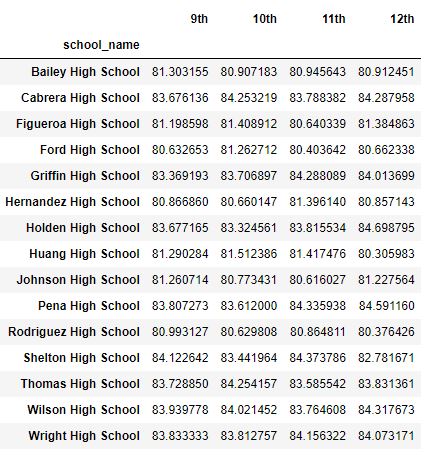 9th 10th 11th 12th
school_name
Bailey High School 81.303155 80.907183 80.945643 80.912451
Cabrera High School 83.676136 84.253219 83.788382 84.287958
Figueroa High School 81.198598 81.408912 80.640339 81.384863
Ford High School 80.632653 81.262712 80.403642 80.662338
Griffin High School 83.369193 83.706897 84.288089 84.013699
Hernandez High School 80.866860 80.660147 81.396140 80.857143
Holden High School 83.677165 83.324561 83.815534 84.698795
Huang High School 81.290284 81.512386 81.417476 80.305983
Johnson High School 81.260714 80.773431 80.616027 81.227564
Pena High School 83.807273 83.612000 84.335938 84.591160
Rodriguez High School 80.993127 80.629808 80.864811 80.376426
Shelton High School 84.122642 83.441964 84.373786 82.781671
Thomas High School 83.728850 84.254157 83.585542 83.831361
Wilson High School 83.939778 84.021452 83.764608 84.317673
Wright High School 83.833333 83.812757 84.156322 84.073171